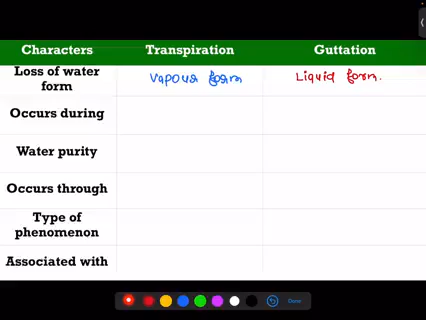 Characters Transpiration Guttation
Loss of water
form
Vapour form
Liquid form.
Occurs during
Water purity
Occurs through
Type of
phenomenon
Associated with
Done